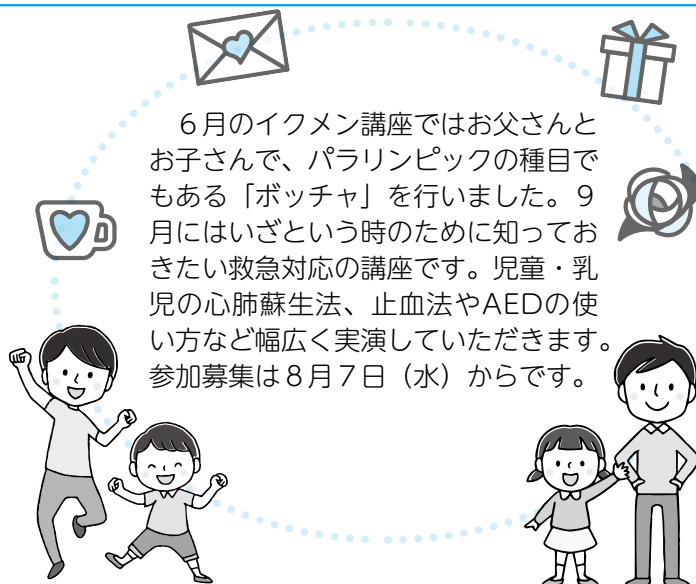 ６月のイクメン講座ではお父さんと
お子さんで、パラリンピックの種目で
もある「ボッチャ」を行いました。９
月にはいざという時のために知ってお
きたい救急対応の講座です。児童・乳
児の心肺蘇生法、止血法やAEDの使
い方など幅広く実演していただきます。
参加募集は８月７日（水）からです。